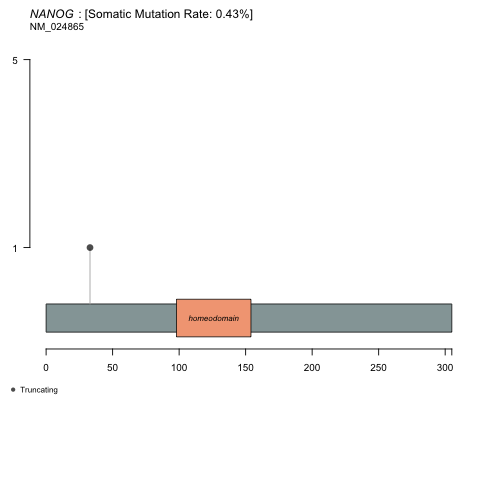 NANOG : [Somatic Mutation Rate: 0.43%]
NM_024865
5
1
homeodomain
0 50 100 150 200 250 300
Truncating